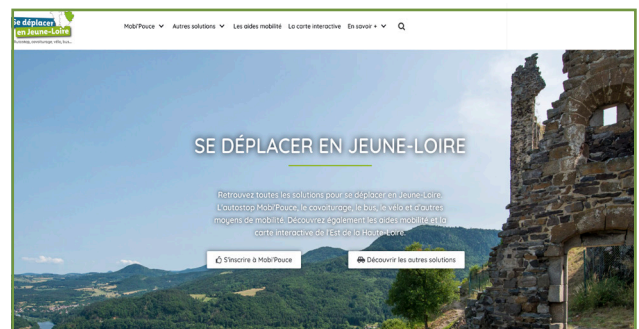 Se déplacer
en Jeune-Loire
Mobi'Pouce Autres solutions Les aides mobilité La carte interactive En savoir +
SE DÉPLACER EN JEUNE-LOIRE
Retrouvez toutes les solutions pour se déplacer en Jeune-Loire.
L'autostop Mobi'Pouce, le covoiturage, le bus, le vélo et d'autres
moyens de mobilité. Découvrez également les aides mobilité et la
carte interactive de l'Est de la Haute-Loire.
S'inscrire à Mobi'Pouce Découvrir les autres solutions